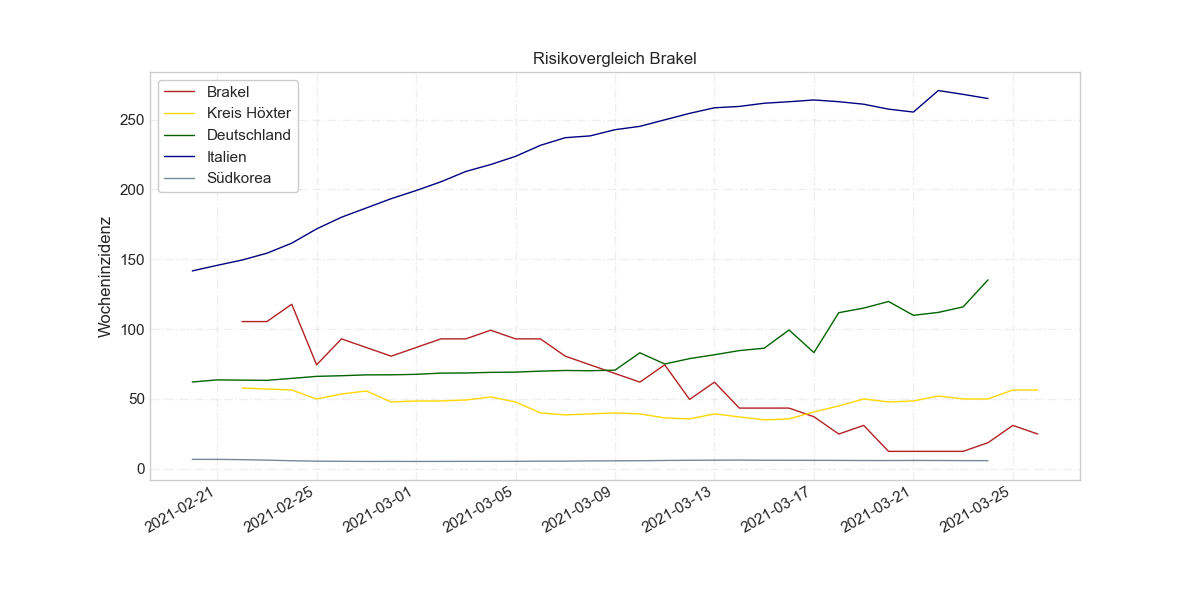 Risikovergleich Brakel
Brakel
Kreis Höxter
Deutschland
Italien
Südkorea
Wocheninzidenz
250
200
150
100
50
0
2021-02-21
2021-02-25
2021-03-01
2021-03-05
2021-03-09
2021-03-13
2021-03-17
2021-03-21
2021-03-25